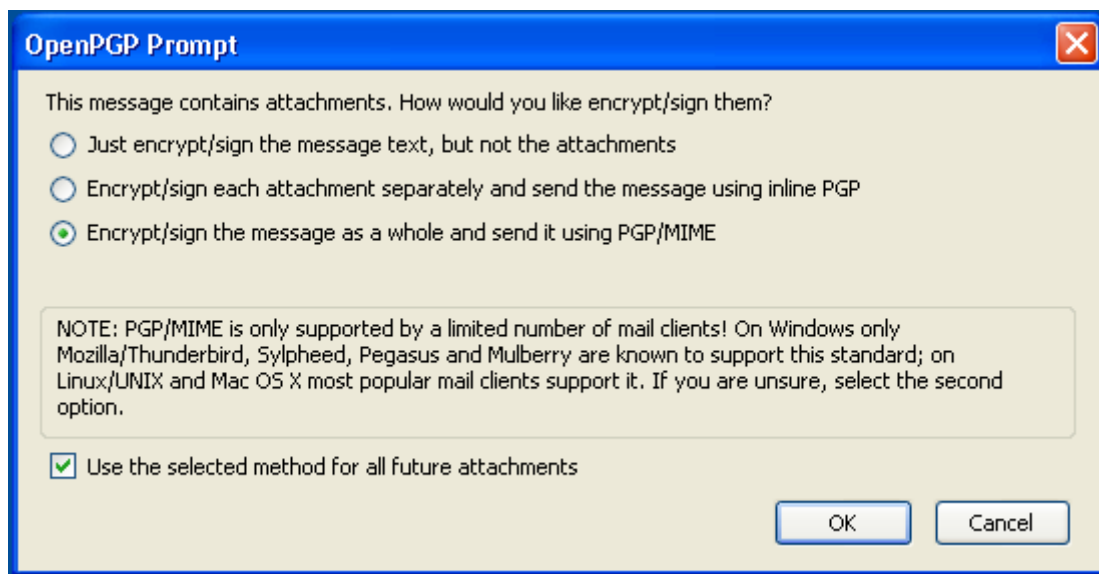 OpenPGP Prompt
This message contains attachments. How would you like encrypt/sign them?
Just encrypt/sign the message text, but not the attachments
Encrypt/sign each attachment separately and send the message using inline PGP
Encrypt/sign the message as a whole and send it using PGP/MIME
NOTE: PGP/MIME is only supported by a limited number of mail clients! On Windows only
Mozilla/Thunderbird, Sylpheed, Pegasus and Mulberry are known to support this standard; on
Linux/UNIX and Mac OS X most popular mail clients support it. If you are unsure, select the second
option.
Use the selected method for all future attachments
OK
Cancel